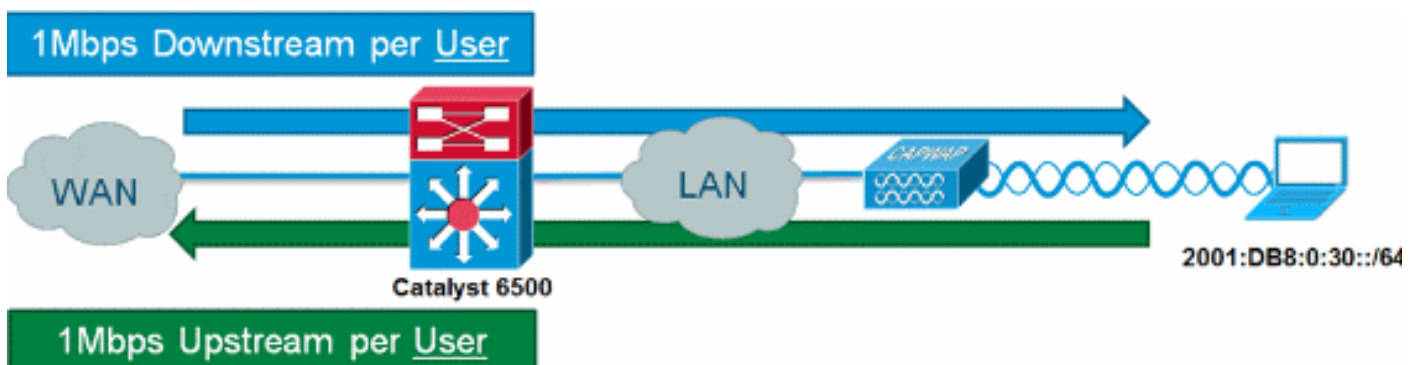 1Mbps Downstream per User
WAN
LAN
CAPWAP
Catalyst 6500
2001:DB8:0:30::/64
1Mbps Upstream per User